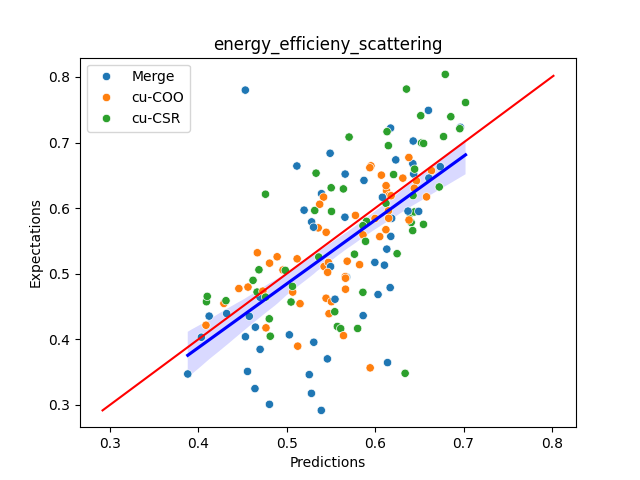 energy_efficieny_scattering
Merge
cu-COO
cu-CSR
0.8
0.7
0.6
0.5
0.4
0.3
Expectations
0.3 0.4 0.5 0.6 0.7 0.8
Predictions